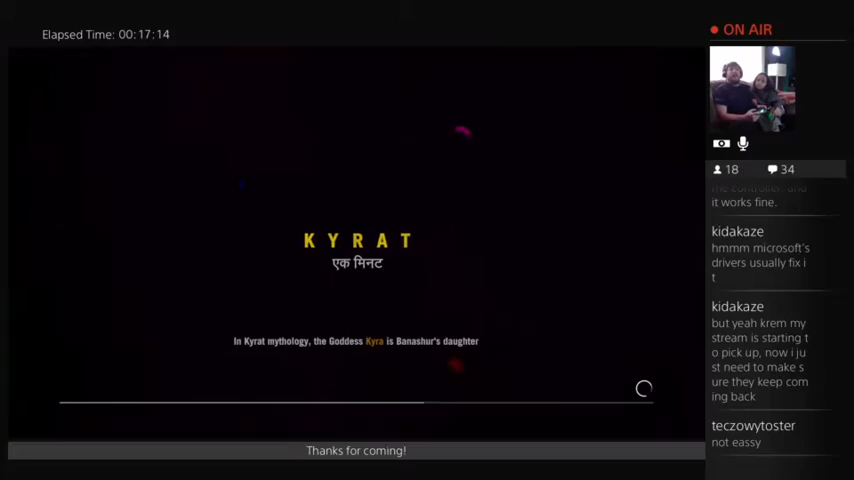 Elapsed Time: 00:17:14
ON AIR
KYRAT
एक मिनट
In Kyrat mythology, the Goddess Kyra is Banashur's daughter
Thanks for coming!
18
34
me controller. and
it works fine.
kidakaze
hmmm microsoft's
drivers usually fix i
t
kidakaze
but yeah krem my
stream is starting t
o pick up, now i ju
st need to make s
ure they keep com
ing back
teczowytoster
not eassy